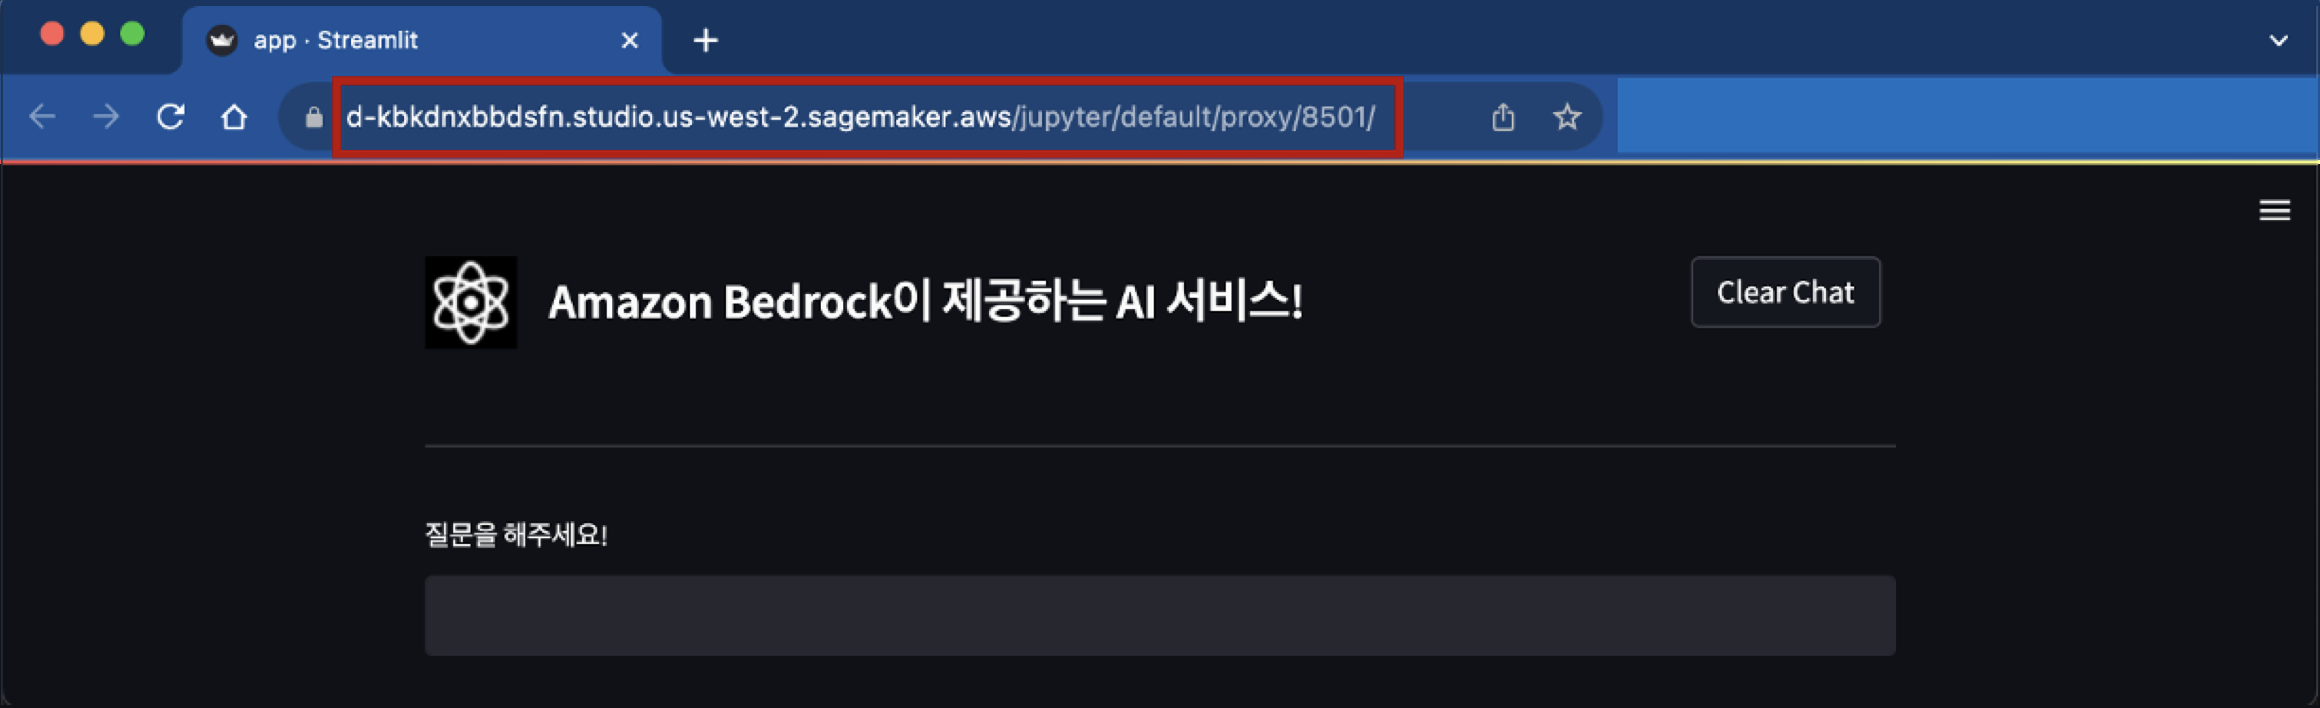 app · Streamlit
d-kbkdnxbbdsfn.studio.us-west-2.sagemaker.aws/jupyter/default/proxy/8501/
Amazon Bedrock이 제공하는 AI 서비스!
Clear Chat
질문을 해주세요!